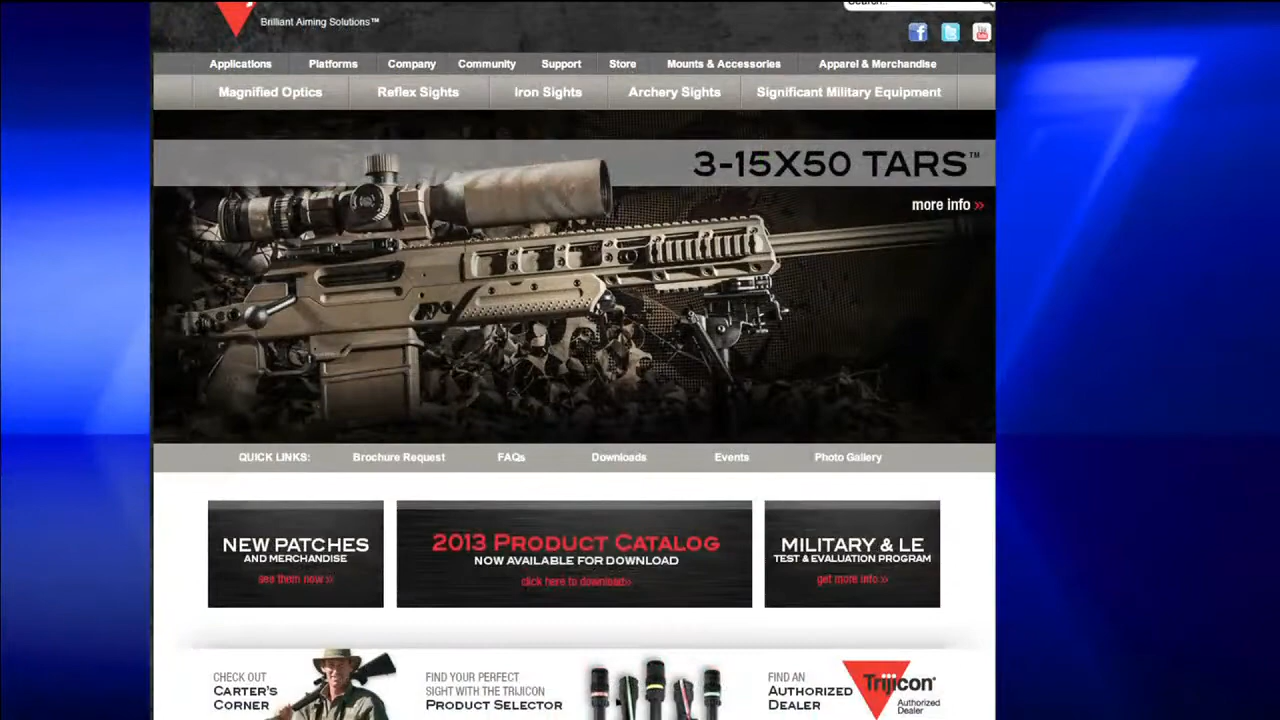 Brilliant Aiming Solutions™
Search..
Applications Platforms Company Community Support Store Mounts & Accessories Apparel & Merchandise
Magnified Optics Reflex Sights Iron Sights Archery Sights Significant Military Equipment
3-15X50 TARS™
more info »
QUICK LINKS: Brochure Request FAQs Downloads Events Photo Gallery
NEW PATCHES
AND MERCHANDISE
see them now »
2013 PRODUCT CATALOG
NOW AVAILABLE FOR DOWNLOAD
click here to download»
MILITARY & LE
TEST & EVALUATION PROGRAM
get more info »
CHECK OUT
CARTER'S
CORNER
FIND YOUR PERFECT
SIGHT WITH THE TRIJICON
PRODUCT SELECTOR
FIND AN
AUTHORIZED
DEALER
Trijicon®
Authorized
Dealer